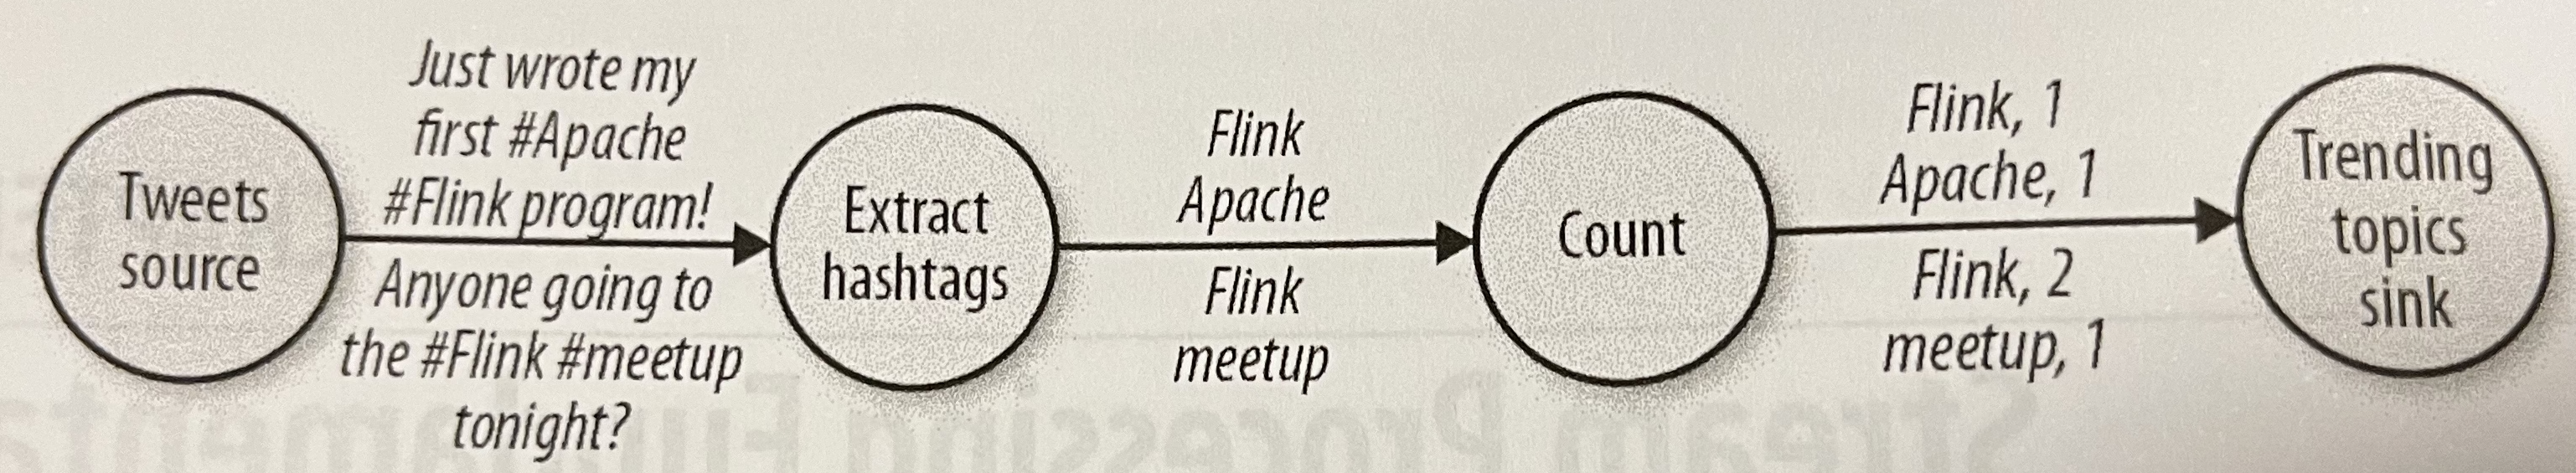 Tweets
source
Just wrote my
first #Apache
#Flink program!
Anyone going to
the #Flink #meetup
tonight?
Extract
hashtags
Flink
Apache
Flink
meetup
Count
Flink, 1
Apache, 1
Flink, 2
meetup, 1
Trending
topics
sink